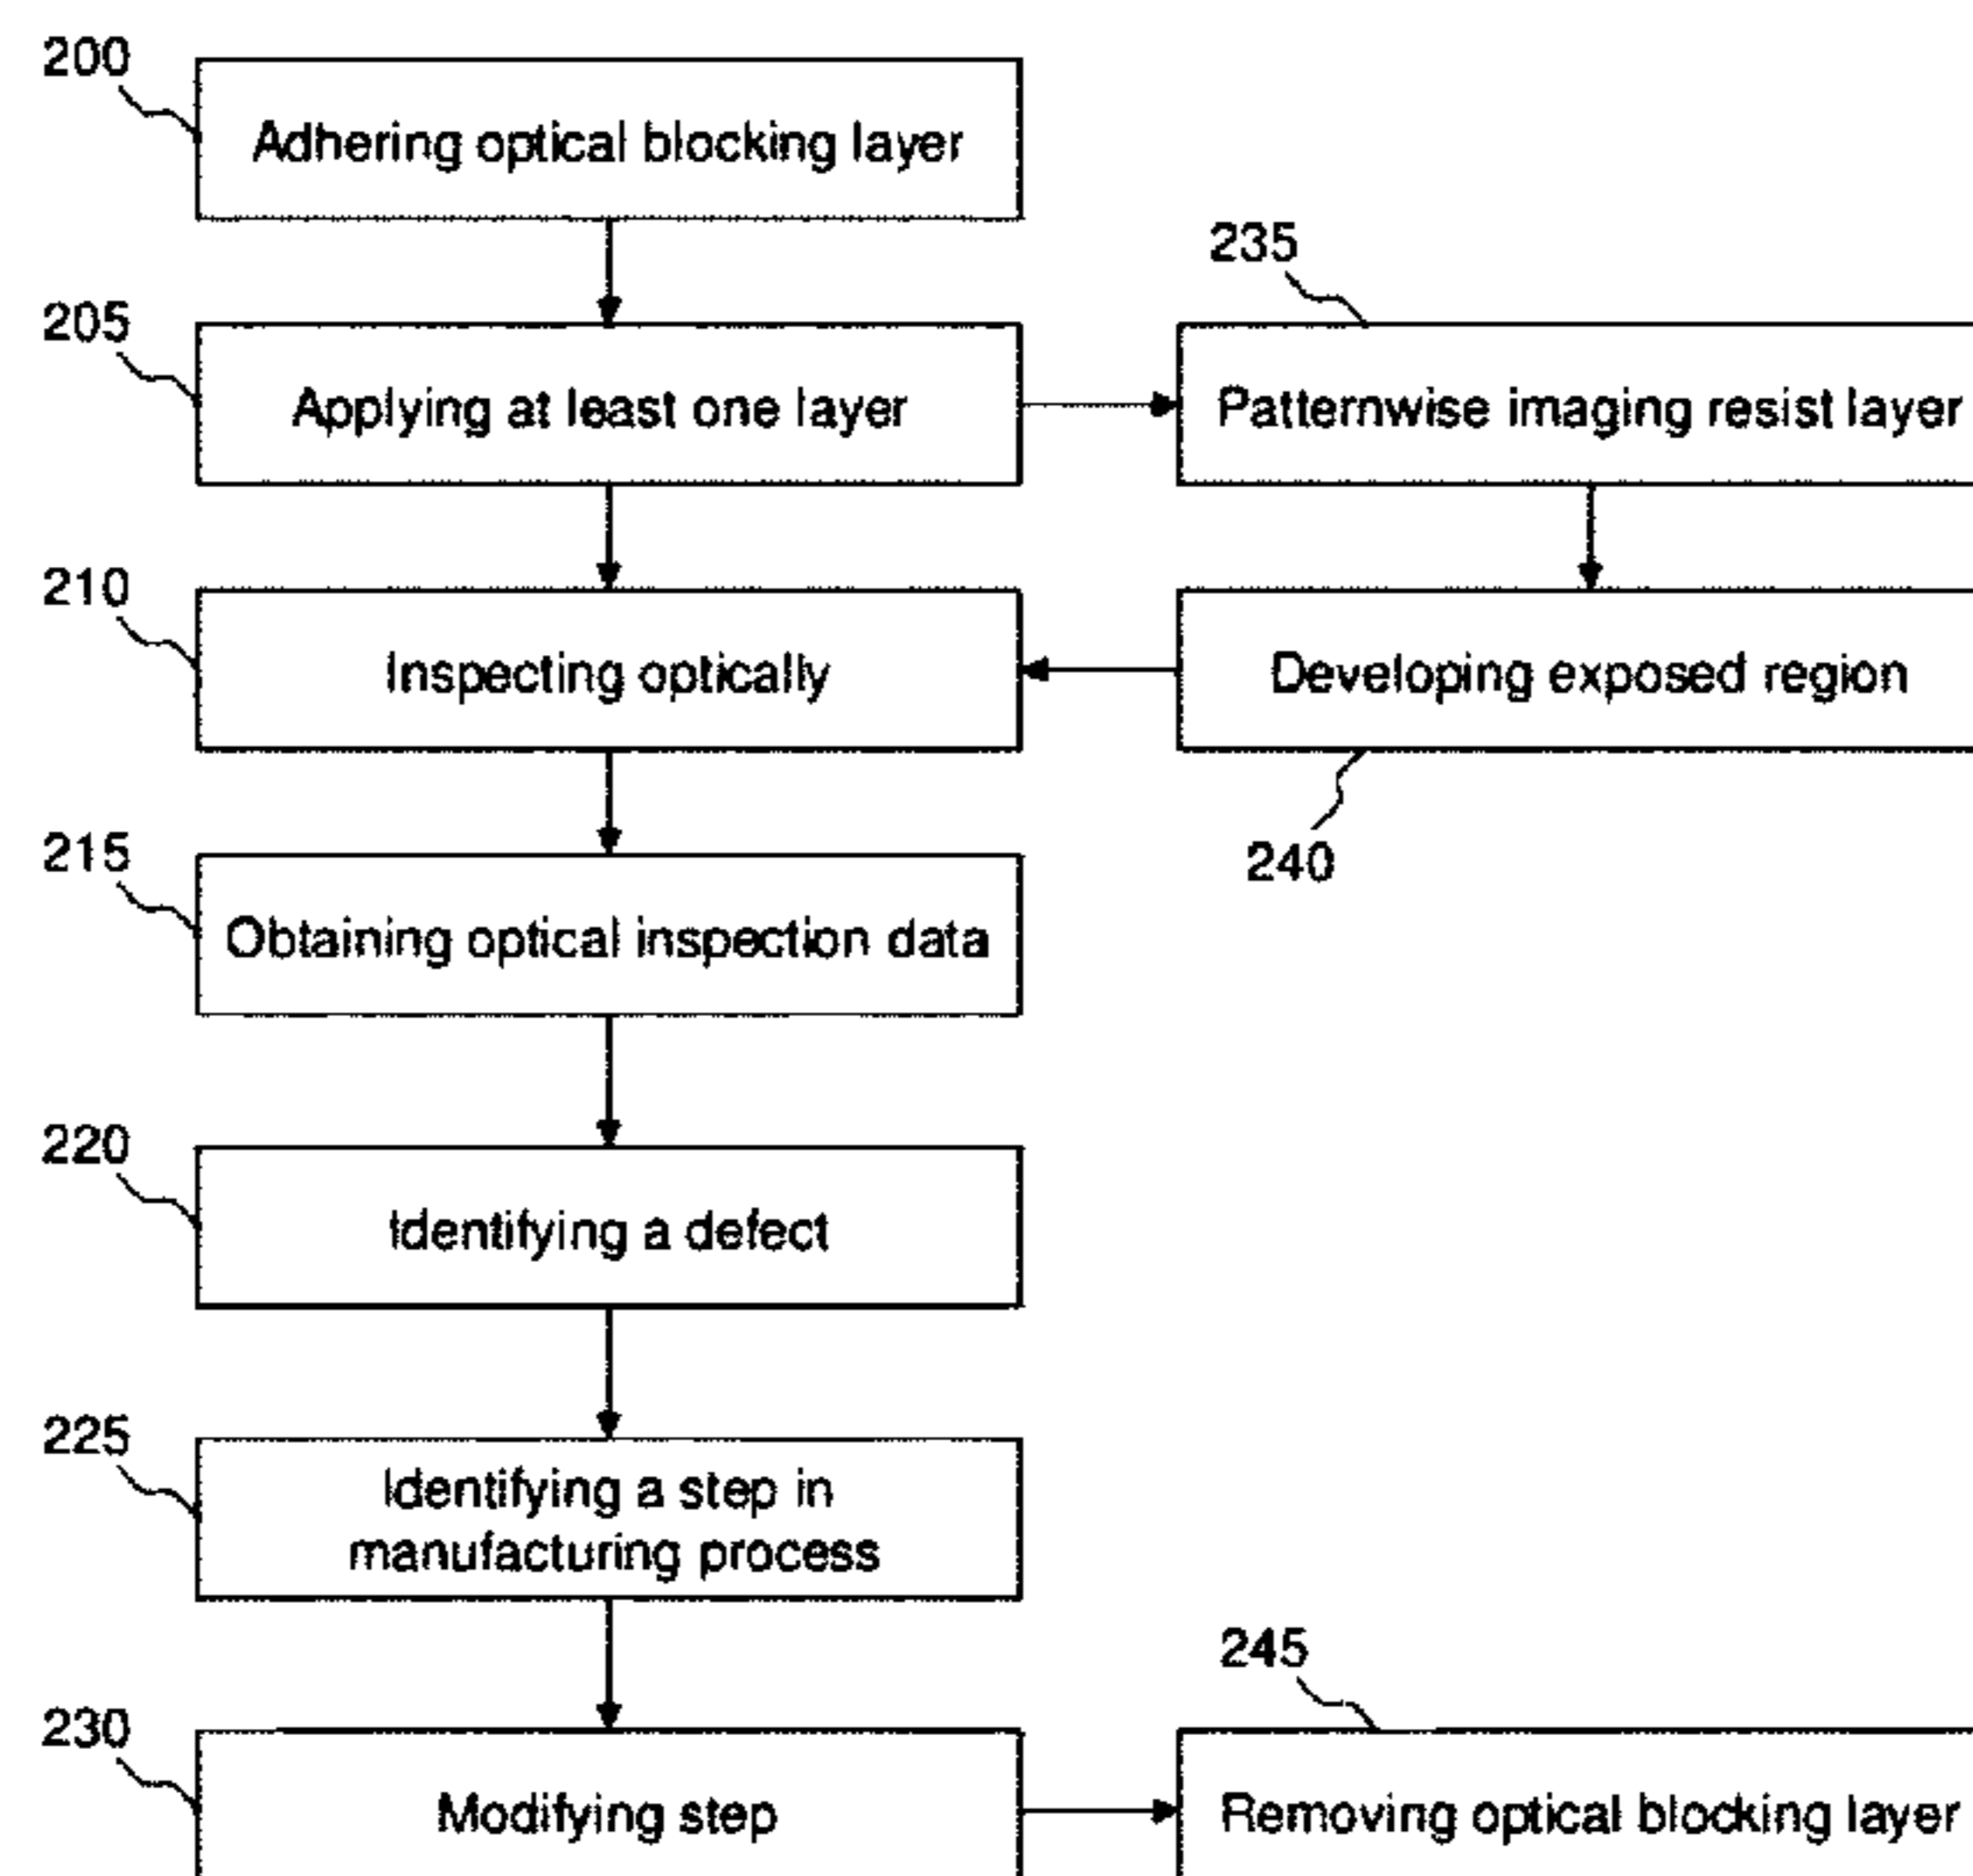 200
Adhering optical blocking layer
235
205
Applying at least one layer
Patternwise imaging resist layer
210
Inspecting optically
Developing exposed region
215
240
Obtaining optical inspection data
220
Identifying a defect
225
Identifying a step in
manufacturing process
245
230
Modifying step
Removing optical blocking layer